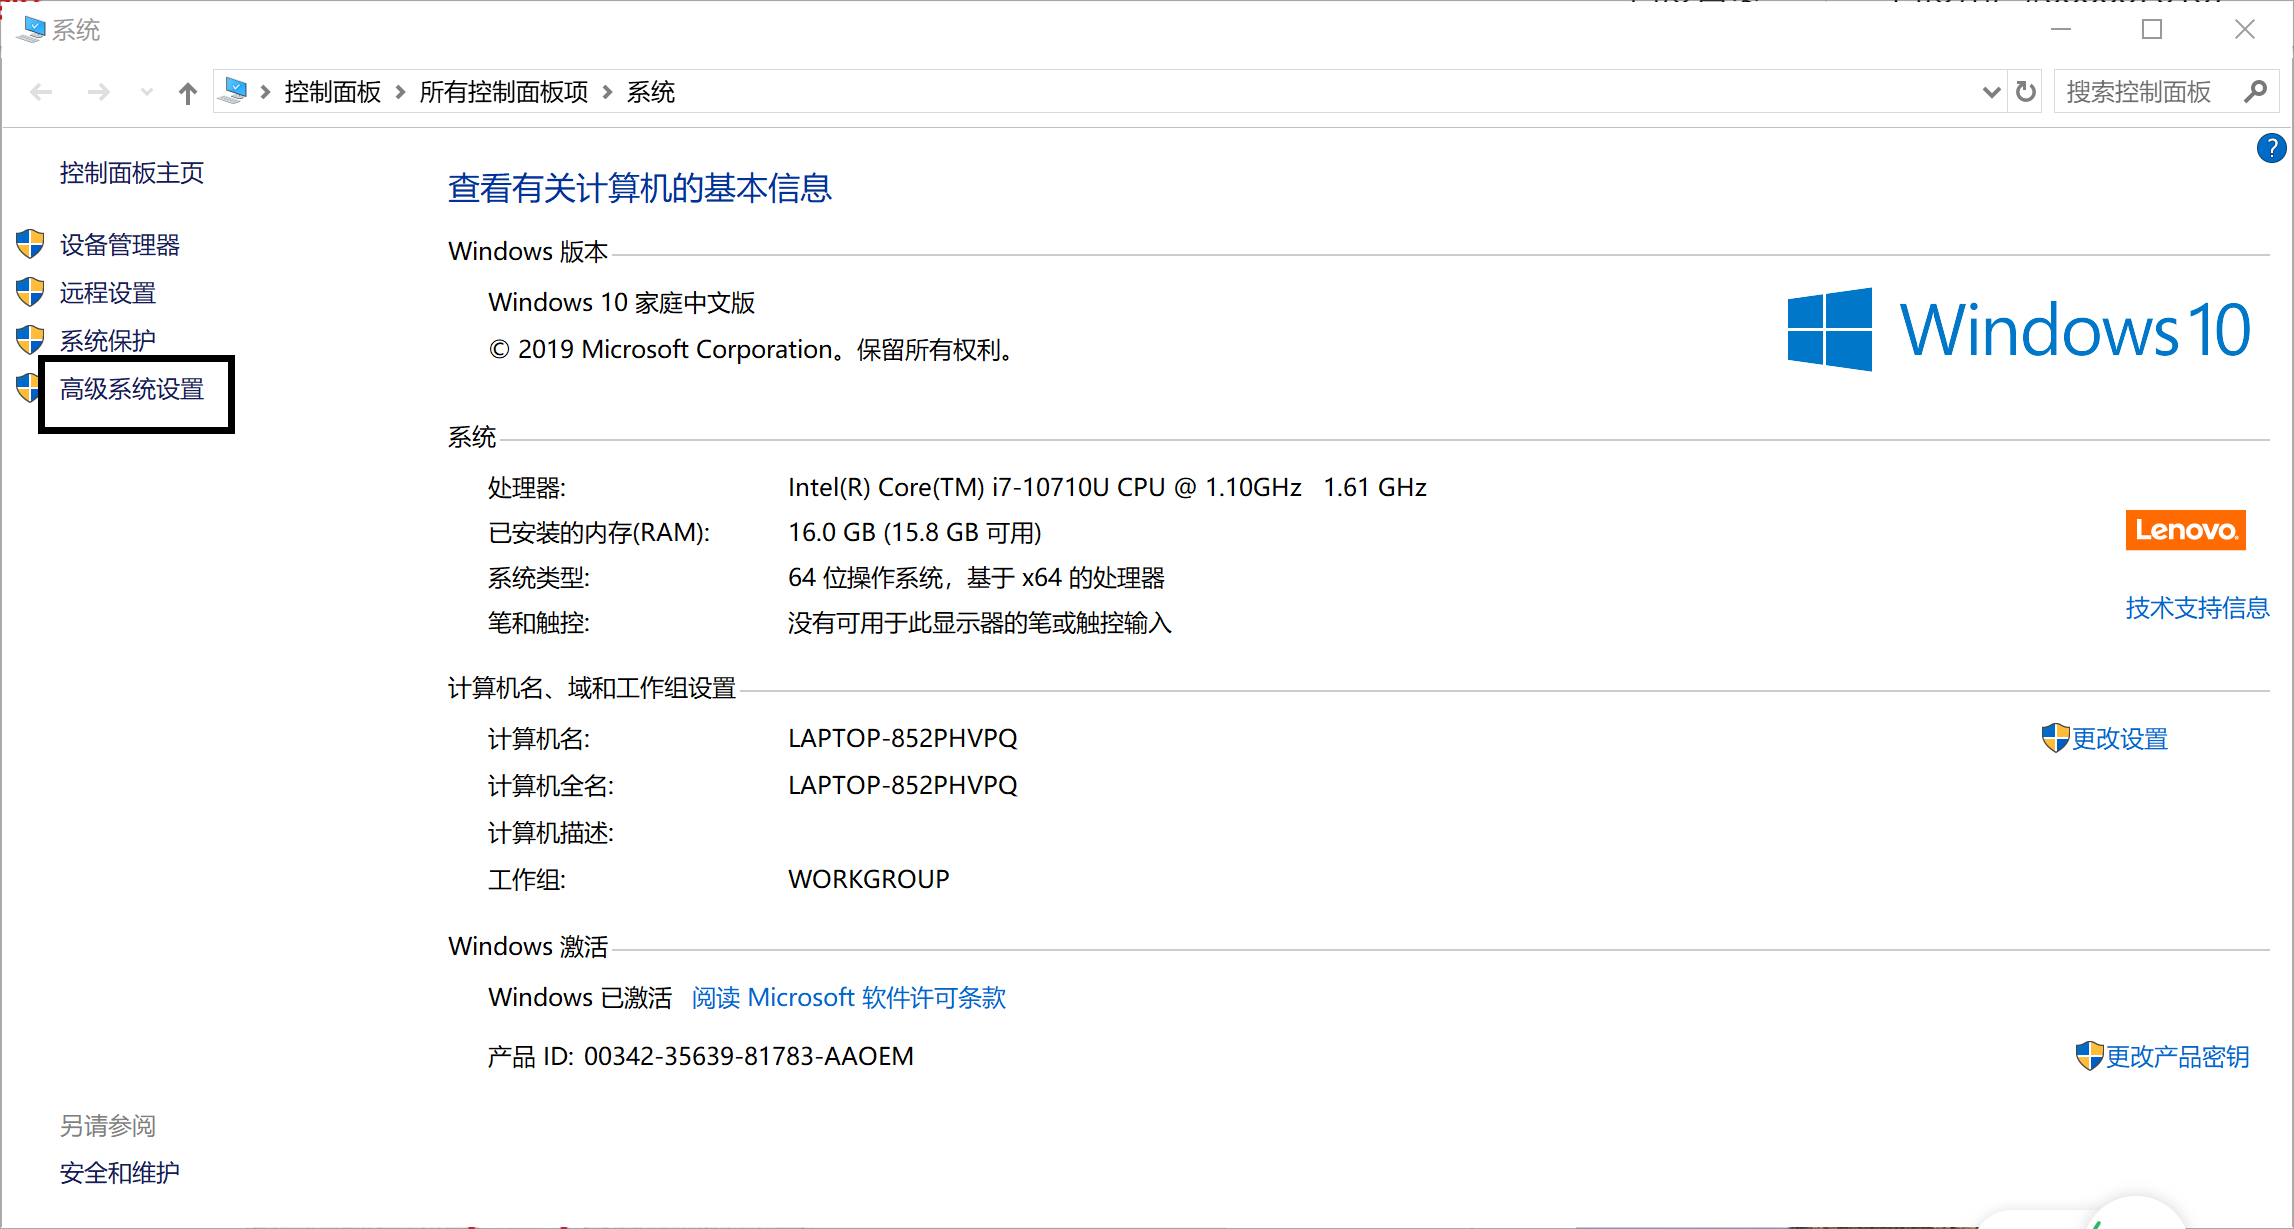 系统
控制面板 所有控制面板项 系统
搜索控制面板
?
控制面板主页
设备管理器
远程设置
系统保护
高级系统设置
查看有关计算机的基本信息
Windows 版本
Windows 10 家庭中文版
© 2019 Microsoft Corporation。保留所有权利。
Windows 10
系统
处理器: Intel(R) Core(TM) i7-10710U CPU @ 1.10GHz 1.61 GHz
已安装的内存(RAM): 16.0 GB (15.8 GB 可用)
系统类型: 64 位操作系统，基于 x64 的处理器
笔和触控: 没有可用于此显示器的笔或触控输入
Lenovo.
技术支持信息
计算机名、域和工作组设置
计算机名: LAPTOP-852PHVPQ
更改设置
计算机全名: LAPTOP-852PHVPQ
计算机描述:
工作组: WORKGROUP
Windows 激活
Windows 已激活 阅读 Microsoft 软件许可条款
产品 ID: 00342-35639-81783-AAOEM
更改产品密钥
另请参阅
安全和维护